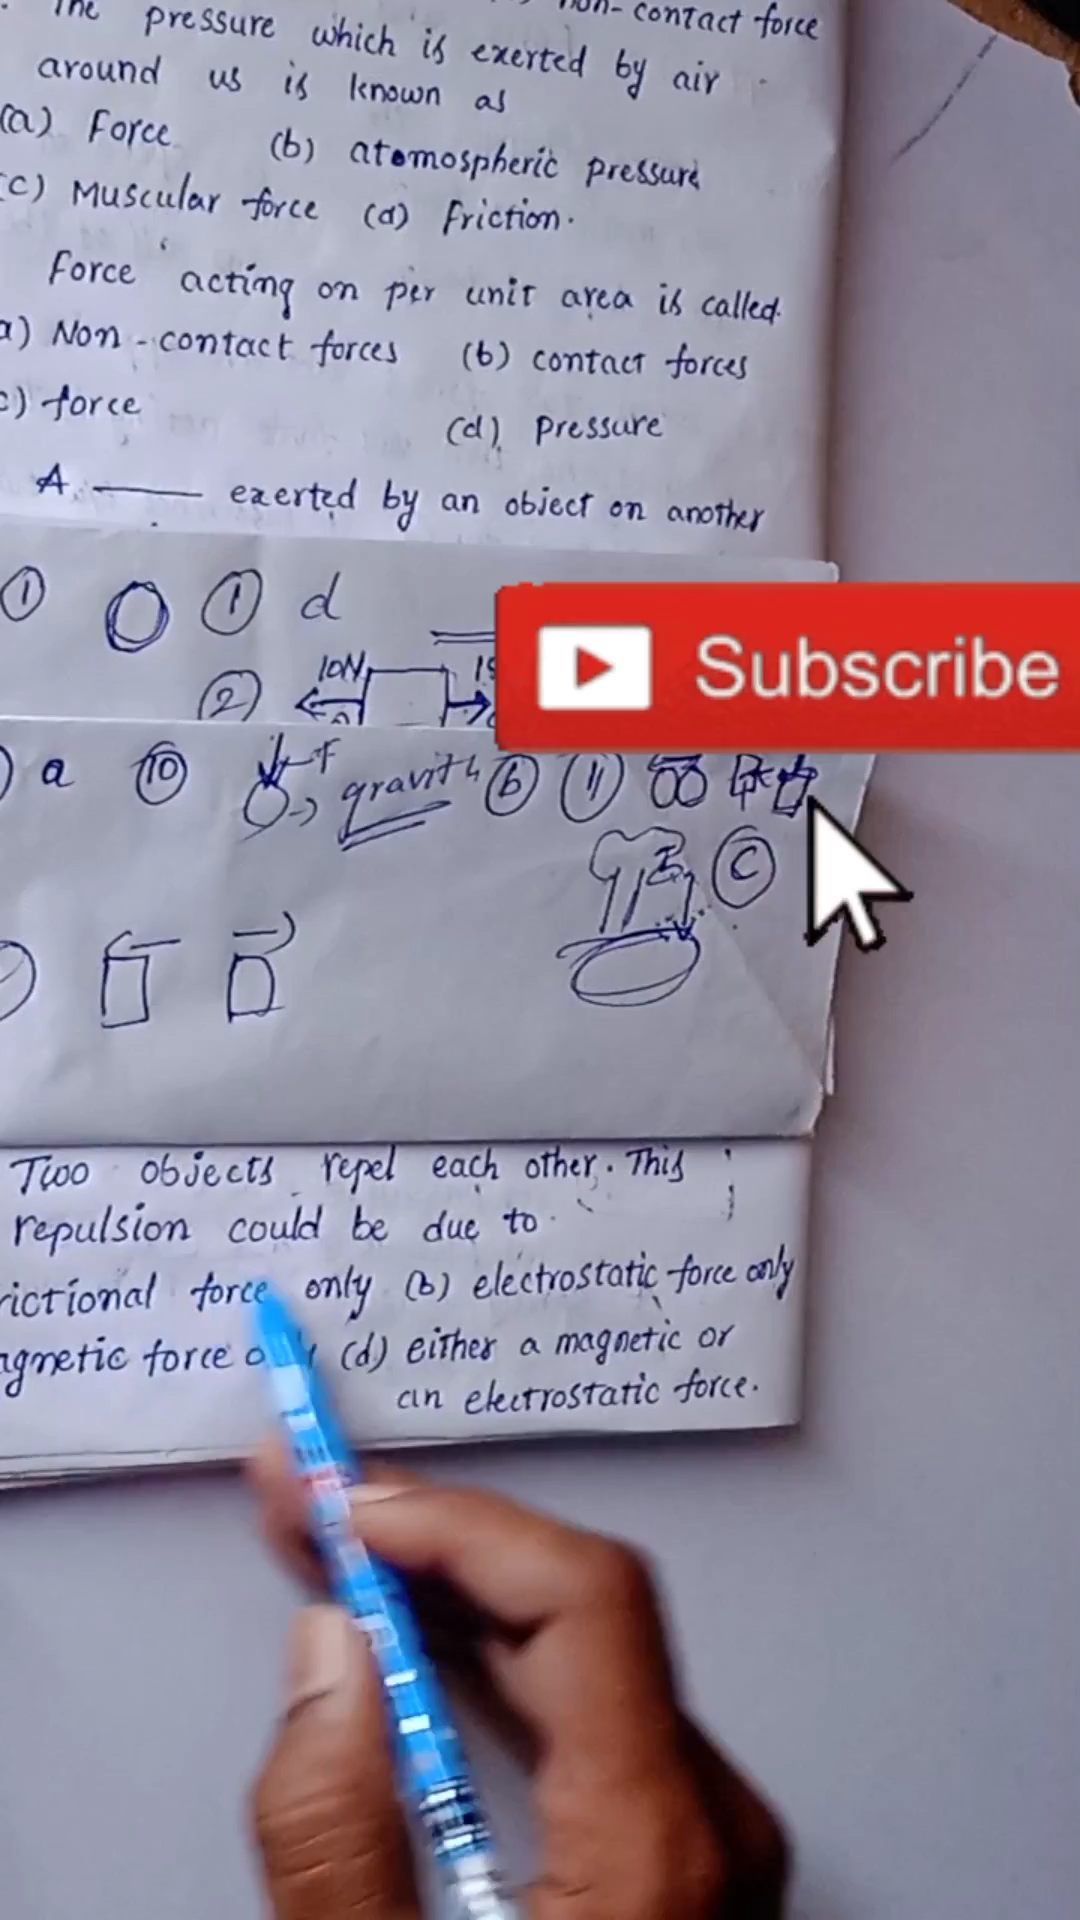 The
non-contact force
pressure which is exerted by air
around us is known as
(a) Force (b) atomospheric pressure
(c) Muscular force (d) Friction.
Force acting on per unit area is called.
a) Non-contact forces (b) contact forces
c) force
(d) Pressure
A ——— exerted by an object on another
1 1 d
10N
2
Subscribe
a 10 F gravity b 11
C
Two objects repel each other. This
repulsion could be due to
rictional force only (b) electrostatic force only
agnetic force (d) either a magnetic or
an electrostatic force.